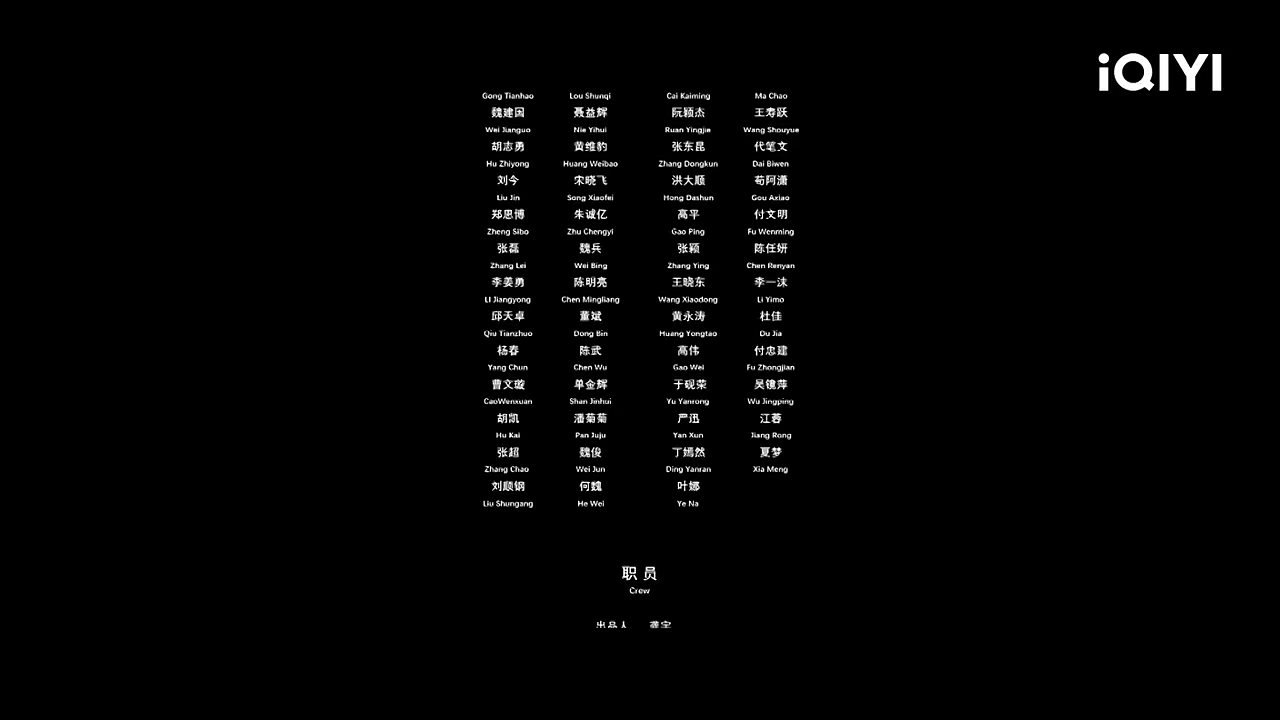 iQIYI
Gong Tianhao Lou Shunqi Cai Kaiming Ma Chao
魏建国 聂益辉 阮颖杰 王寿跃
Wei Jianguo Nie Yihui Ruan Yingjie Wang Shouyue
胡志勇 黄维豹 张东昆 代笔文
Hu Zhiyong Huang Weibao Zhang Dongkun Dai Biwen
刘今 宋晓飞 洪大顺 苟阿潇
Liu Jin Song Xiaofei Hong Dashun Gou Axiao
郑思博 朱诚亿 高平 付文明
Zheng Sibo Zhu Chengyi Gao Ping Fu Wenming
张磊 魏兵 张颖 陈任妍
Zhang Lei Wei Bing Zhang Ying Chen Renyan
李姜勇 陈明亮 王晓东 李一沫
LI Jiangyong Chen Mingliang Wang Xiaodong Li Yimo
邱天卓 董斌 黄永涛 杜佳
Qiu Tianzhuo Dong Bin Huang Yongtao Du Jia
杨春 陈武 高伟 付忠建
Yang Chun Chen Wu Gao Wei Fu Zhongjian
曹文璇 单金辉 于砚荣 吴镜萍
CaoWenxuan Shan Jinhui Yu Yanrong Wu Jingping
胡凯 潘菊菊 严迅 江蓉
Hu Kai Pan Juju Yan Xun Jiang Rong
张超 魏俊 丁嫣然 夏梦
Zhang Chao Wei Jun Ding Yanran Xia Meng
刘顺钢 何魏 叶娜
Liu Shungang He Wei Ye Na
职员
Crew
出品人 龚宇